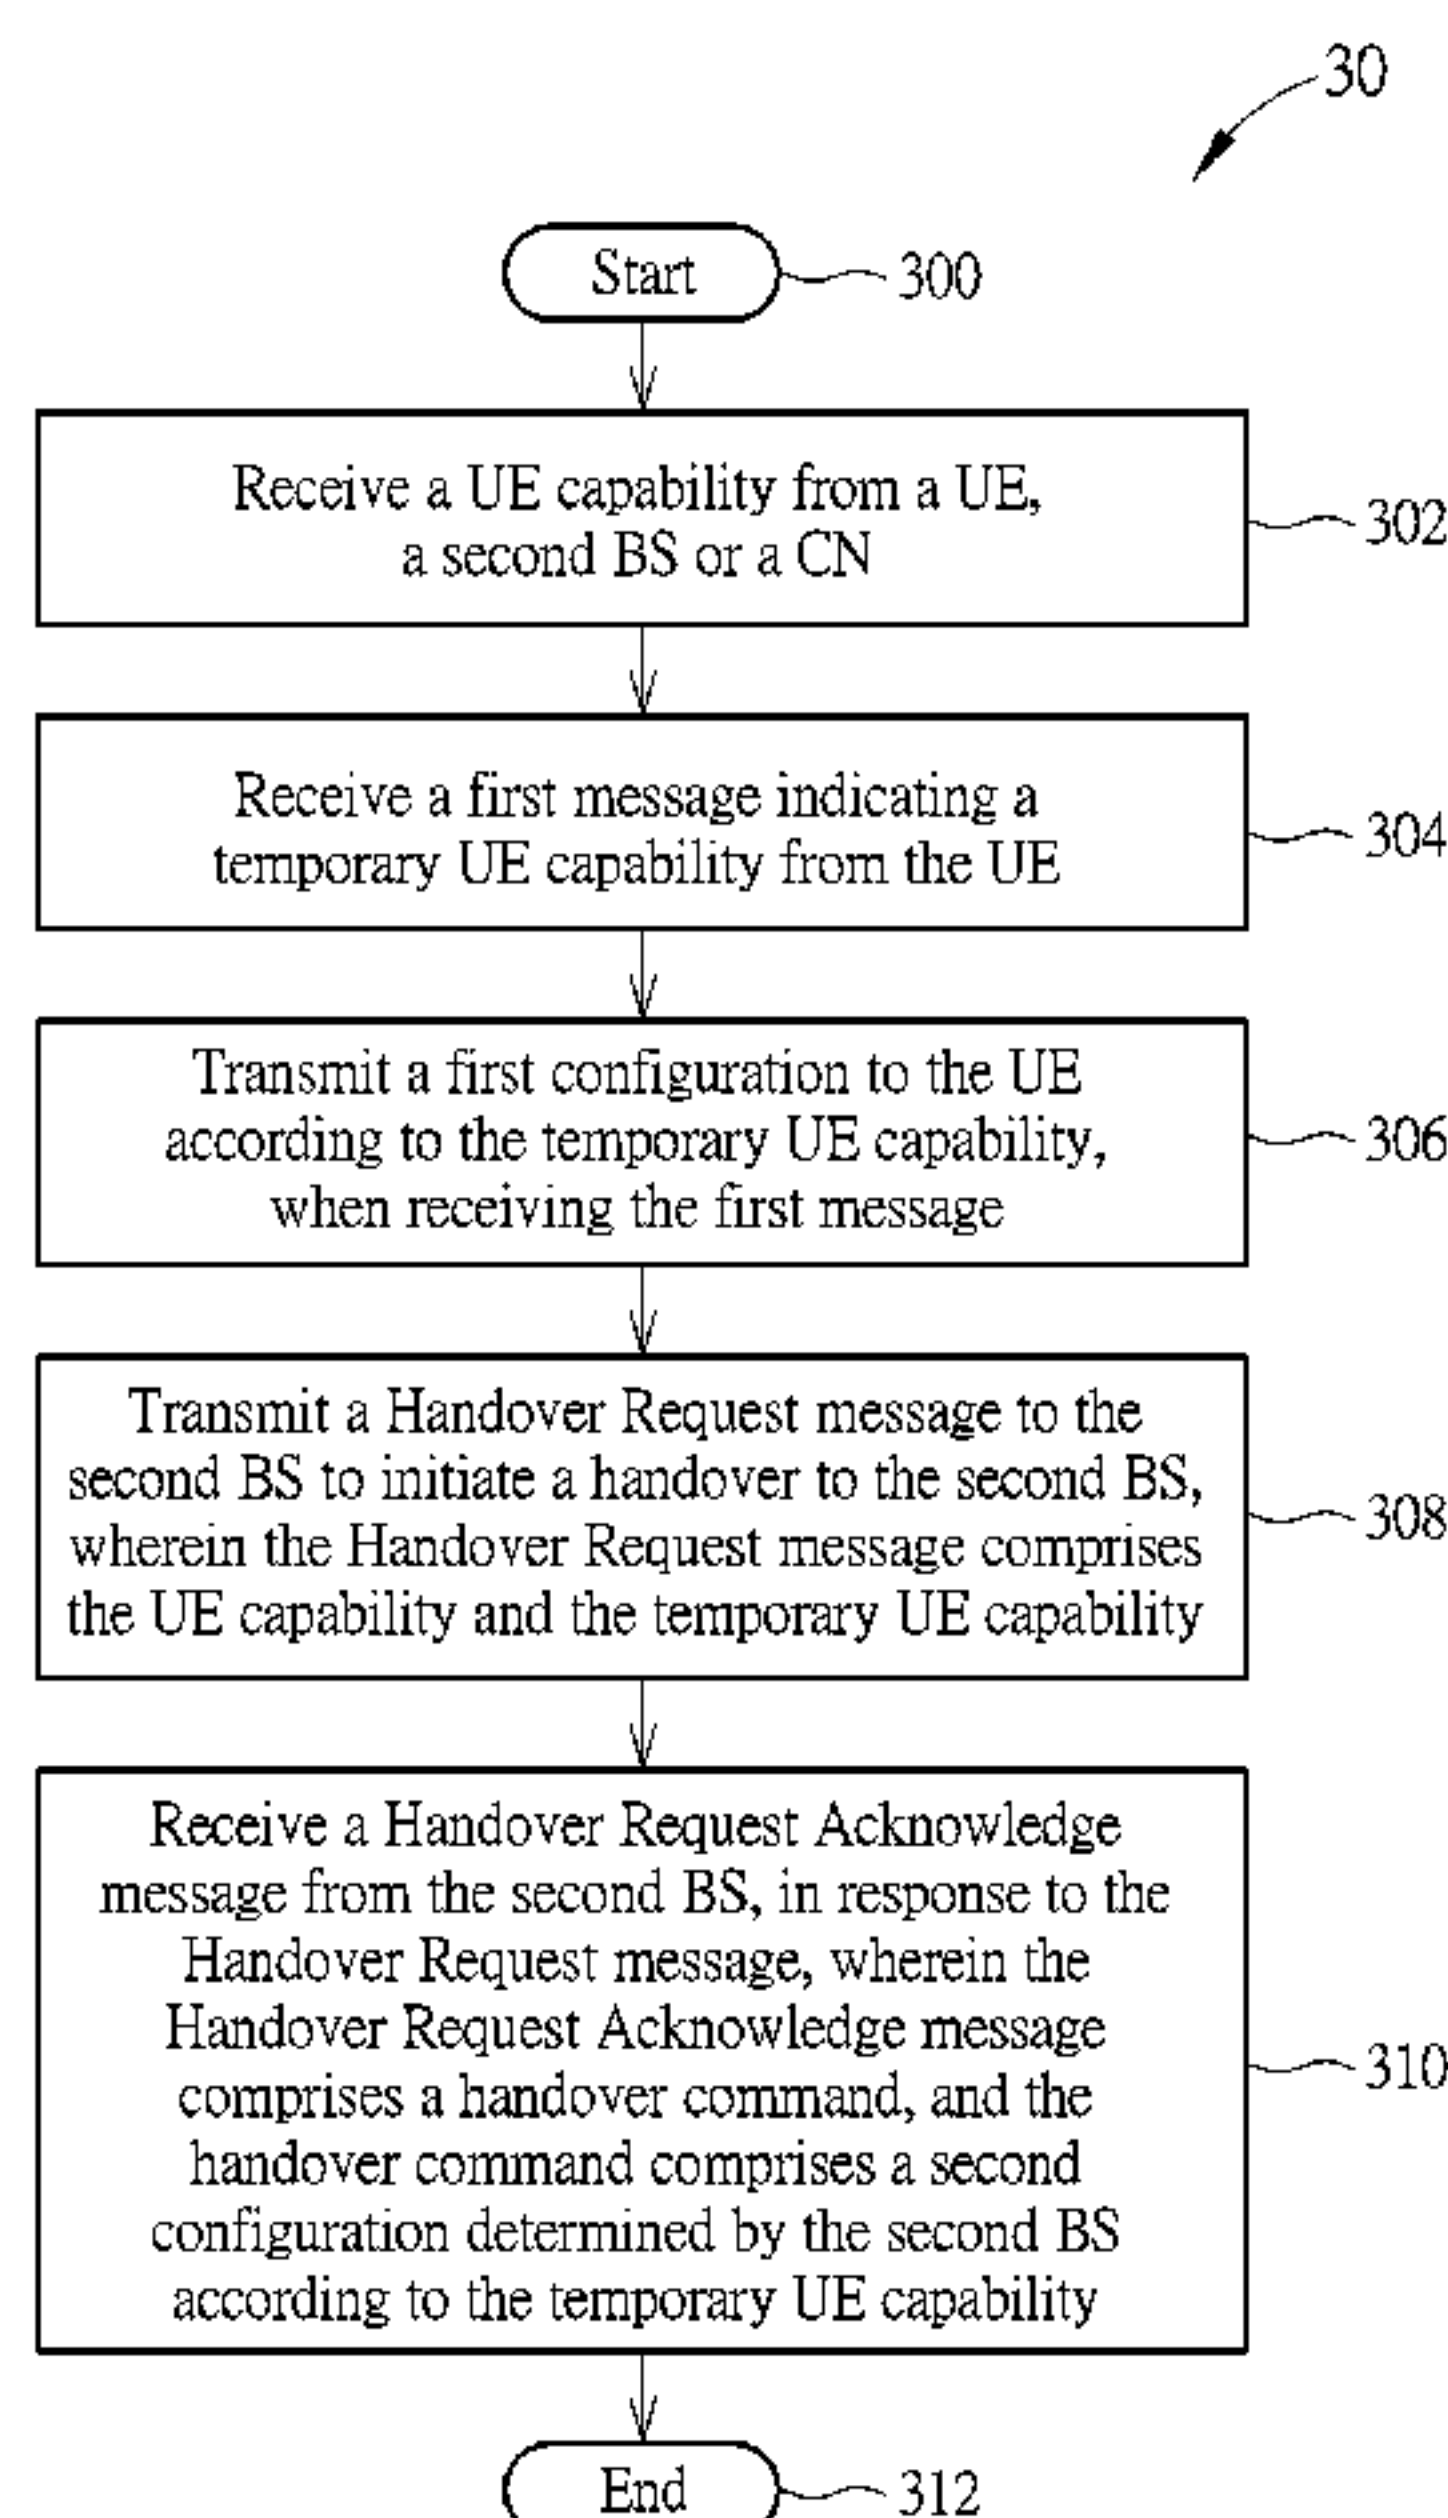 30
Start
300
Receive a UE capability from a UE,
a second BS or a CN
302
Receive a first message indicating a
temporary UE capability from the UE
304
Transmit a first configuration to the UE
according to the temporary UE capability,
when receiving the first message
306
Transmit a Handover Request message to the
second BS to initiate a handover to the second BS,
wherein the Handover Request message comprises
the UE capability and the temporary UE capability
308
Receive a Handover Request Acknowledge
message from the second BS, in response to the
Handover Request message, wherein the
Handover Request Acknowledge message
comprises a handover command, and the
handover command comprises a second
configuration determined by the second BS
according to the temporary UE capability
310
End
312